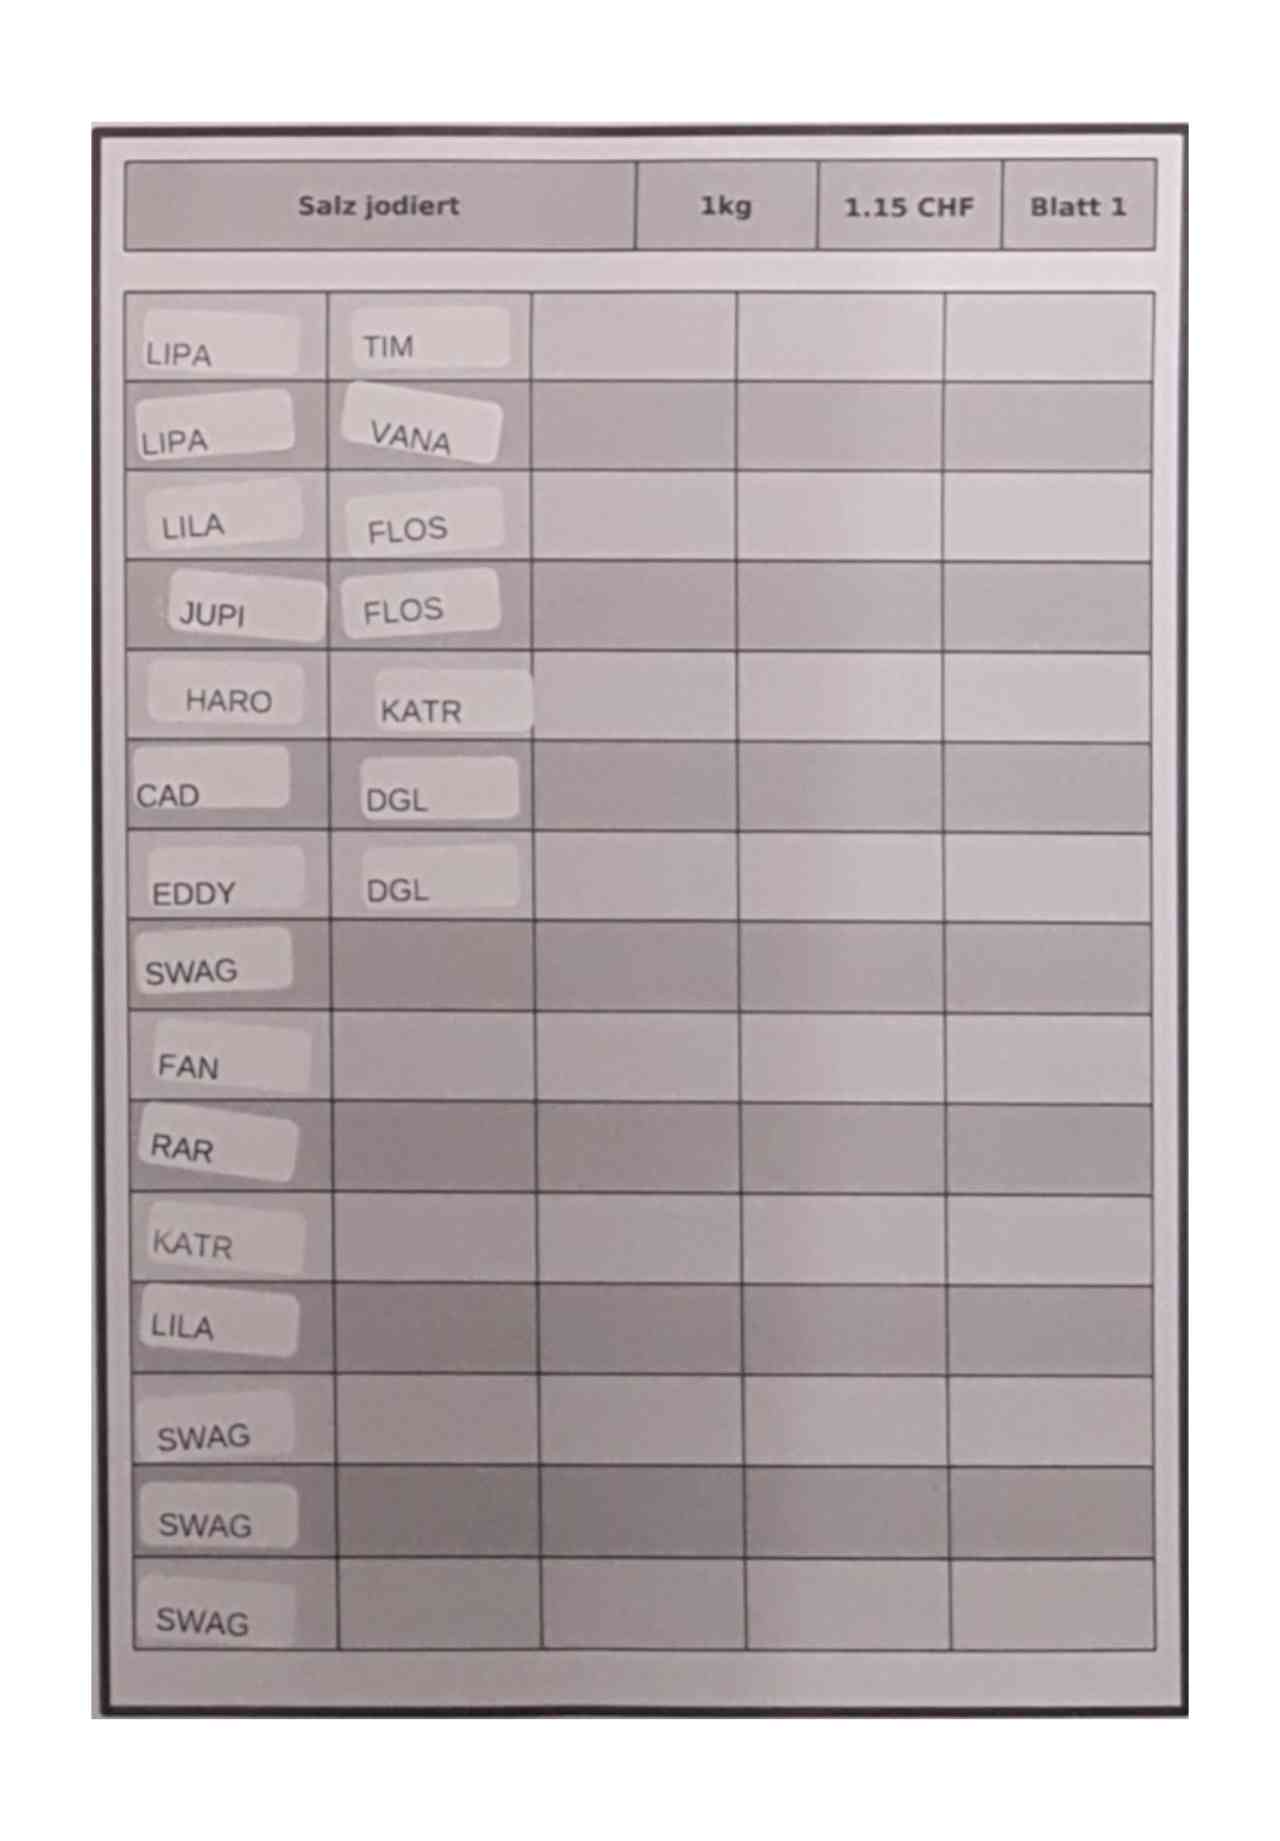 Salz jodiert 1kg 1.15 CHF Blatt 1
LIPA TIM
LIPA VANA
LILA FLOS
JUPI FLOS
HARO KATR
CAD DGL
EDDY DGL
SWAG
FAN
RAR
KATR
LILA
SWAG
SWAG
SWAG